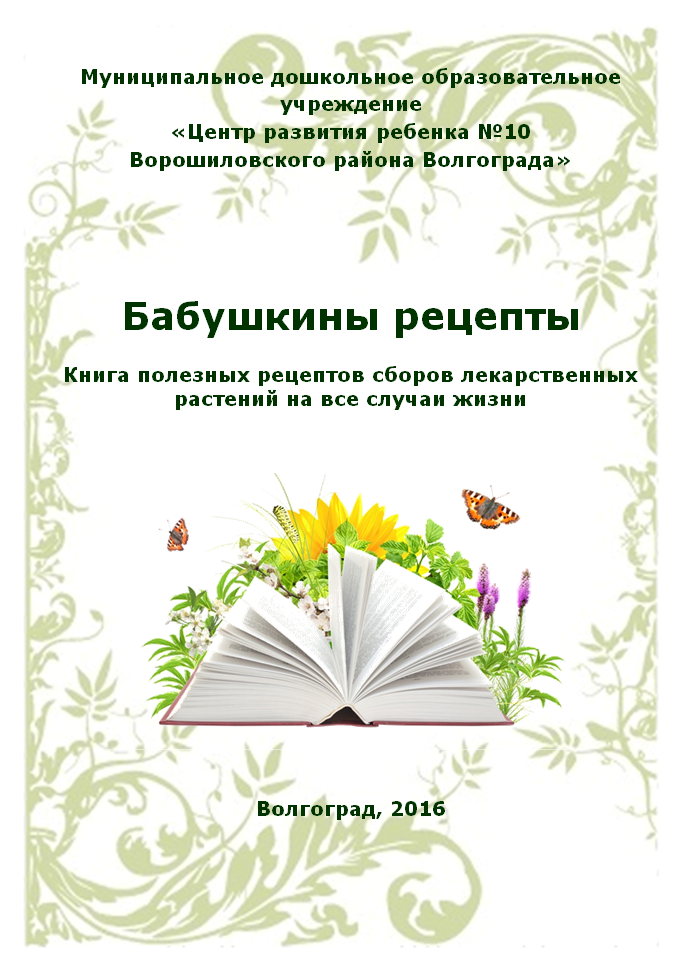 Муниципальное дошкольное образовательное
учреждение
«Центр развития ребенка №10
Ворошиловского района Волгограда»
Бабушкины рецепты
Книга полезных рецептов сборов лекарственных
растений на все случаи жизни
Волгоград, 2016